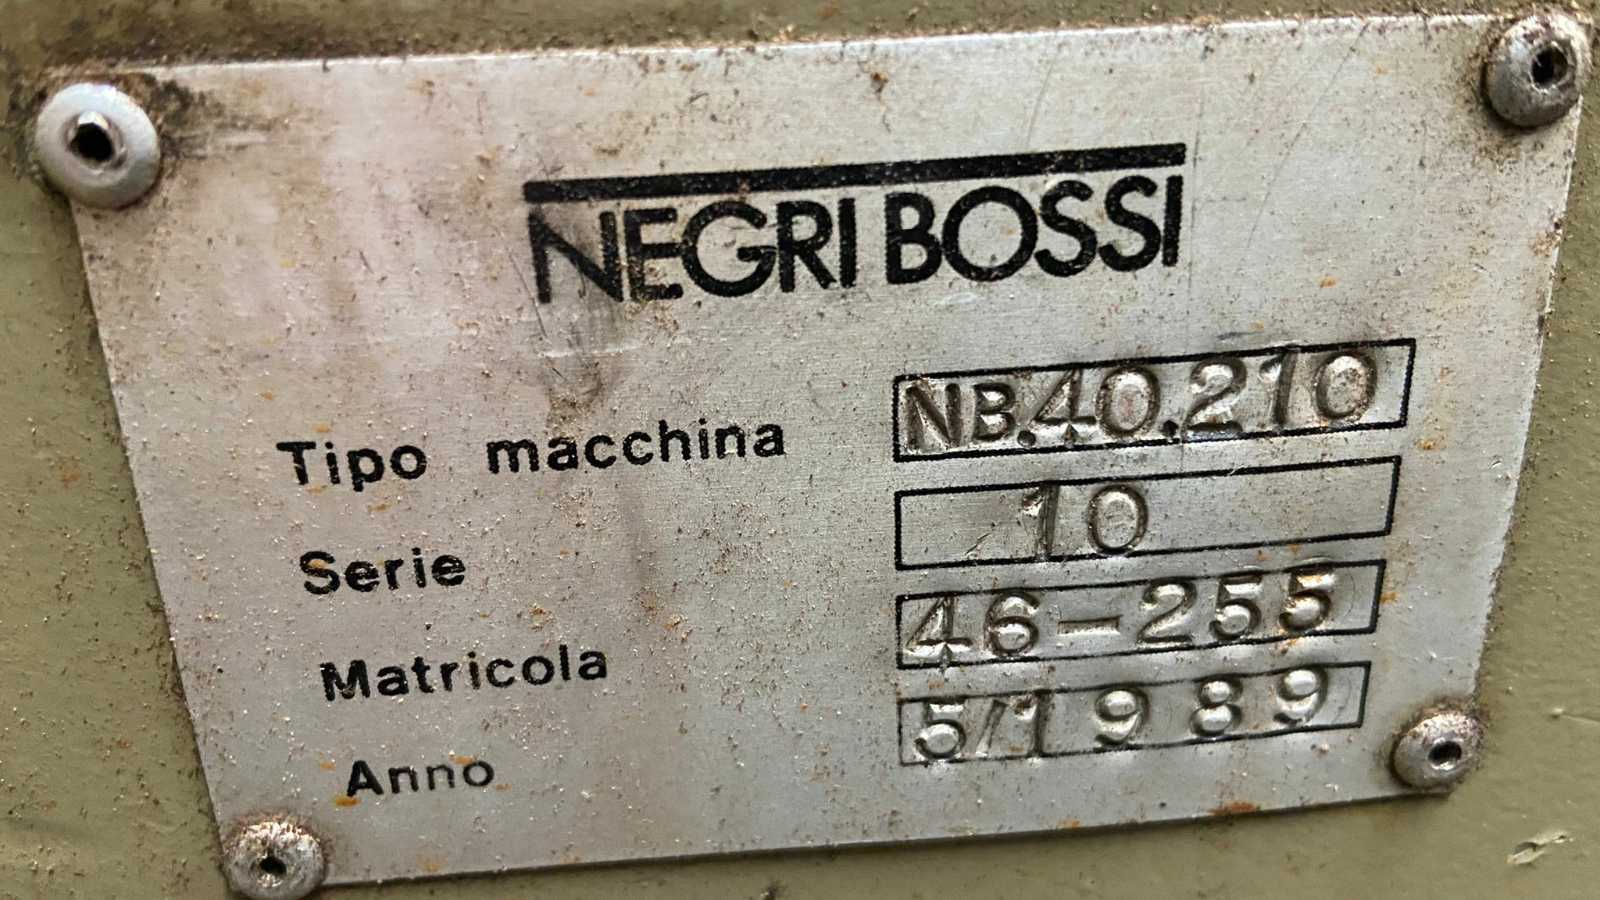 NEGRI BOSSI
Tipo macchina NB.40.210
Serie 10
Matricola 46-255
Anno 5/1989